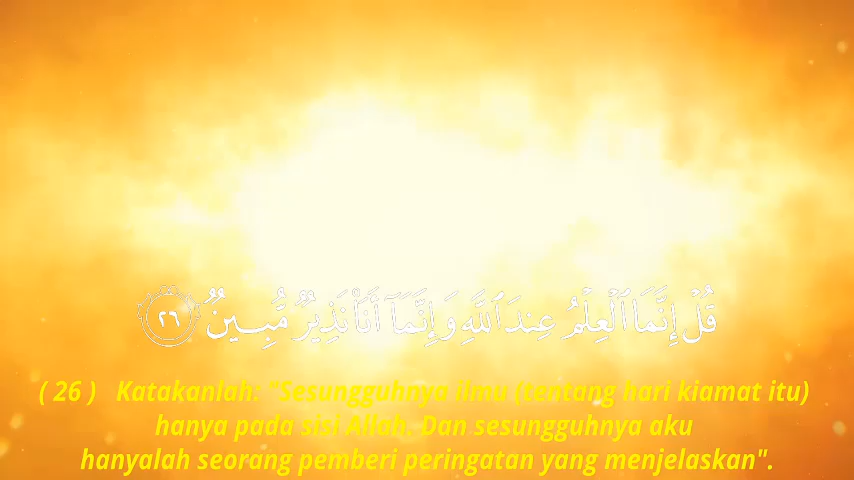 قُلْ إِنَّمَا ٱلْعِلْمُ عِندَ ٱللَّهِ وَإِنَّمَآ أَنَا۠ نَذِيرٌ مُّبِينٌ ٢٦
( 26 ) Katakanlah: "Sesungguhnya ilmu (tentang hari kiamat itu)
hanya pada sisi Allah. Dan sesungguhnya aku
hanyalah seorang pemberi peringatan yang menjelaskan".